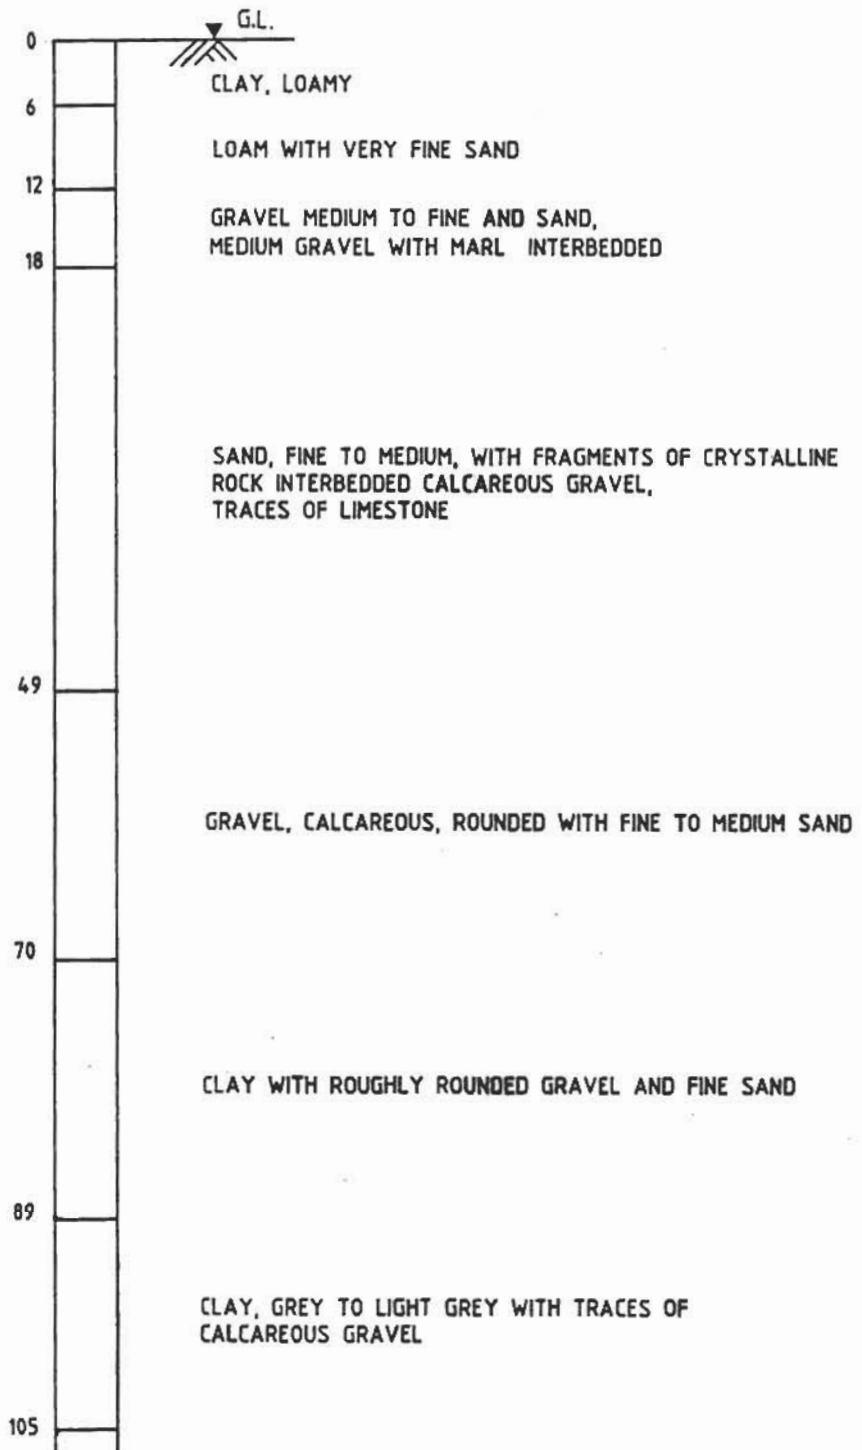 G.L.
0
CLAY, LOAMY
6
LOAM WITH VERY FINE SAND
12
GRAVEL MEDIUM TO FINE AND SAND,
MEDIUM GRAVEL WITH MARL INTERBEDDED
18
SAND, FINE TO MEDIUM, WITH FRAGMENTS OF CRYSTALLINE
ROCK INTERBEDDED CALCAREOUS GRAVEL,
TRACES OF LIMESTONE
49
GRAVEL, CALCAREOUS, ROUNDED WITH FINE TO MEDIUM SAND
70
CLAY WITH ROUGHLY ROUNDED GRAVEL AND FINE SAND
89
CLAY, GREY TO LIGHT GREY WITH TRACES OF
CALCAREOUS GRAVEL
105